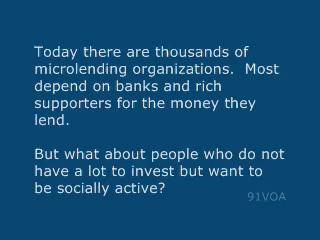 Today there are thousands of
microlending organizations.  Most
depend on banks and rich
supporters for the money they
lend.
But what about people who do not
have a lot to invest but want to
be socially active?
91VOA